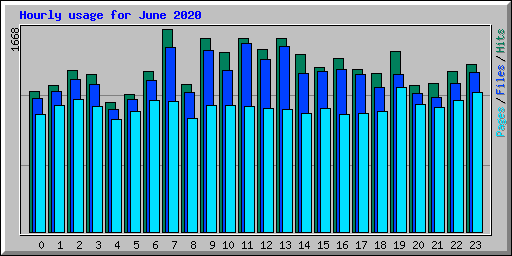 Hourly usage for June 2020
1668
Pages / Files / Hits
0 1 2 3 4 5 6 7 8 9 10 11 12 13 14 15 16 17 18 19 20 21 22 23